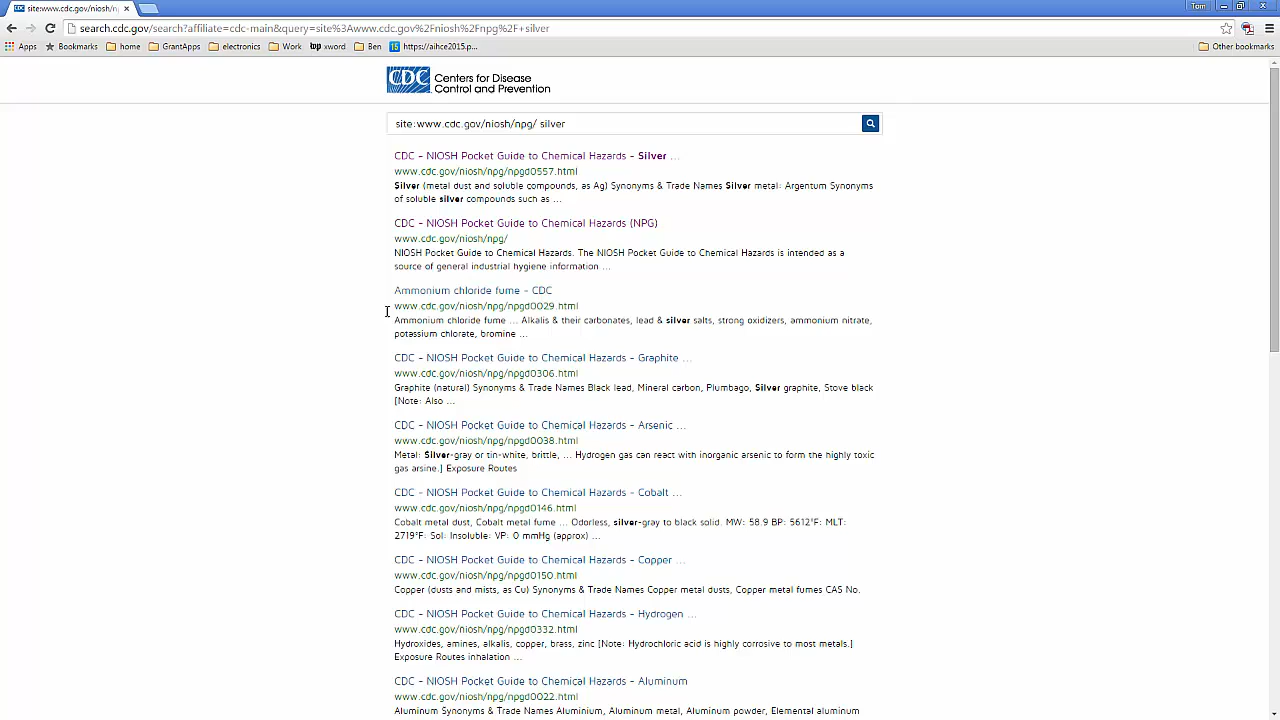 site:www.cdc.gov/niosh/n
Tom
search.cdc.gov/search?affiliate=cdc-main&query=site%3Awww.cdc.gov%2Fniosh%2Fnpg%2F+silver
Apps Bookmarks home GrantApps electronics Work wp xword Ben 15 https://aihce2015.p... Other bookmarks
CDC Centers for Disease
Control and Prevention
site:www.cdc.gov/niosh/npg/ silver
CDC - NIOSH Pocket Guide to Chemical Hazards - Silver ...
www.cdc.gov/niosh/npg/npgd0557.html
Silver (metal dust and soluble compounds, as Ag) Synonyms & Trade Names Silver metal: Argentum Synonyms
of soluble silver compounds such as ...
CDC - NIOSH Pocket Guide to Chemical Hazards (NPG)
www.cdc.gov/niosh/npg/
NIOSH Pocket Guide to Chemical Hazards. The NIOSH Pocket Guide to Chemical Hazards is intended as a
source of general industrial hygiene information ...
Ammonium chloride fume - CDC
www.cdc.gov/niosh/npg/npgd0029.html
Ammonium chloride fume ... Alkalis & their carbonates, lead & silver salts, strong oxidizers, ammonium nitrate,
potassium chlorate, bromine ...
CDC - NIOSH Pocket Guide to Chemical Hazards - Graphite ...
www.cdc.gov/niosh/npg/npgd0306.html
Graphite (natural) Synonyms & Trade Names Black lead, Mineral carbon, Plumbago, Silver graphite, Stove black
[Note: Also ...
CDC - NIOSH Pocket Guide to Chemical Hazards - Arsenic ...
www.cdc.gov/niosh/npg/npgd0038.html
Metal: Silver-gray or tin-white, brittle, ... Hydrogen gas can react with inorganic arsenic to form the highly toxic
gas arsine.] Exposure Routes
CDC - NIOSH Pocket Guide to Chemical Hazards - Cobalt ...
www.cdc.gov/niosh/npg/npgd0146.html
Cobalt metal dust, Cobalt metal fume ... Odorless, silver-gray to black solid. MW: 58.9 BP: 5612°F: MLT:
2719°F: Sol: Insoluble: VP: 0 mmHg (approx) ...
CDC - NIOSH Pocket Guide to Chemical Hazards - Copper ...
www.cdc.gov/niosh/npg/npgd0150.html
Copper (dusts and mists, as Cu) Synonyms & Trade Names Copper metal dusts, Copper metal fumes CAS No.
CDC - NIOSH Pocket Guide to Chemical Hazards - Hydrogen ...
www.cdc.gov/niosh/npg/npgd0332.html
Hydroxides, amines, alkalis, copper, brass, zinc [Note: Hydrochloric acid is highly corrosive to most metals.]
Exposure Routes inhalation ...
CDC - NIOSH Pocket Guide to Chemical Hazards - Aluminum
www.cdc.gov/niosh/npg/npgd0022.html
Aluminum Synonyms & Trade Names Aluminium, Aluminum metal, Aluminum powder, Elemental aluminum